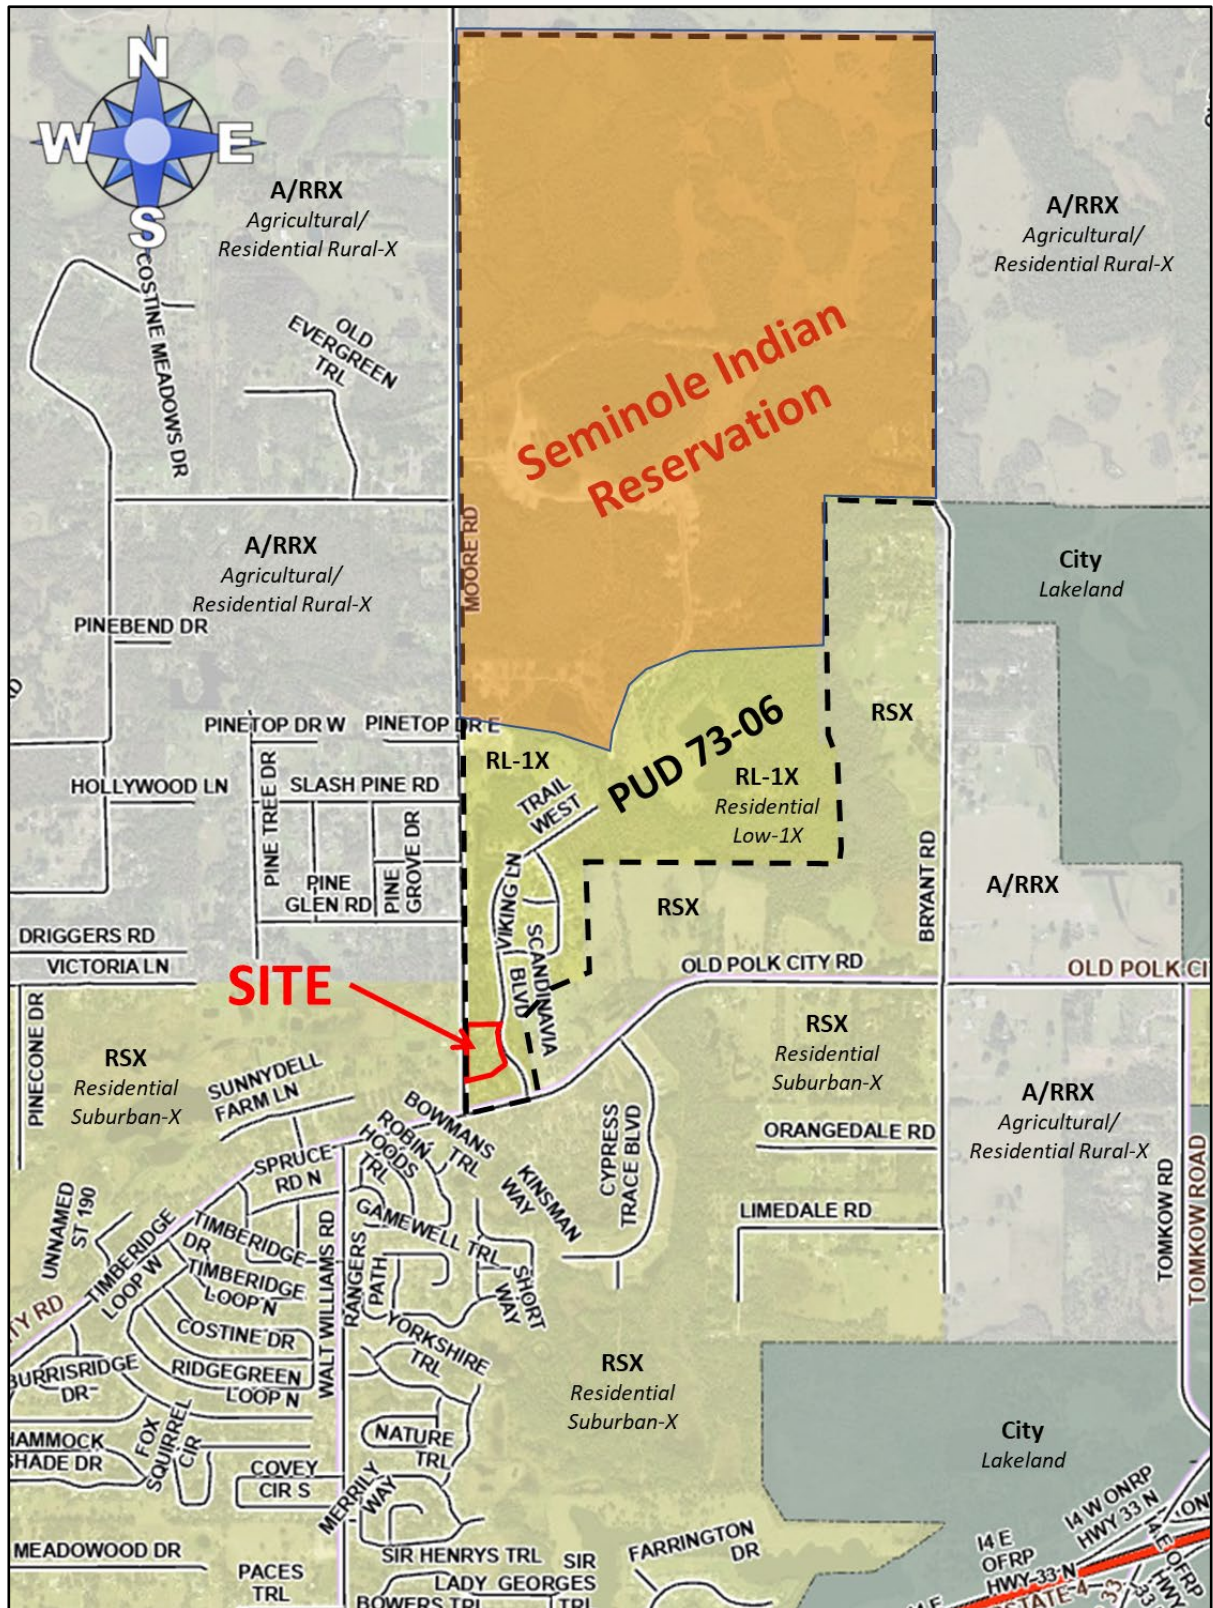 N
W E
S
A/RRX
Agricultural/
Residential Rural-X
A/RRX
Agricultural/
Residential Rural-X
COSTINE MEADOWS DR
OLD
EVERGREEN
TRL
Seminole Indian
Reservation
MOORE RD
A/RRX
Agricultural/
Residential Rural-X
City
Lakeland
PINEBEND DR
PINETOP DR W
PINETOP DR E
RSX
RL-1X
PUD 73-06
RL-1X
Residential
Low-1X
HOLLYWOOD LN
SLASH PINE RD
TRAIL
WEST
PINE TREE DR
PINE
GLEN RD
PINE
GROVE DR
VIKING LN
BRYANT RD
A/RRX
RSX
DRIGGERS RD
VICTORIA LN
SCANDINAVIA
BLVD
OLD POLK CITY RD
OLD POLK CI
SITE
PINECONE DR
RSX
Residential
Suburban-X
RSX
Residential
Suburban-X
SUNNYDELL
FARM LN
A/RRX
Agricultural/
Residential Rural-X
BOWMANS
TRL
ROBIN
HOODS
TRL
CYPRESS
TRACE BLVD
ORANGEDALE RD
SPRUCE
RD N
KINSMAN
WAY
UNNAMED
ST 190
TIMBERIDGE
LOOP W
TIMBERIDGE
DR
GAMEWELL TRL
LIMEDALE RD
TOMKOW RD
TOMKOW ROAD
TIMBERIDGE
LOOP N
WALT WILLIAMS RD
RANGERS
PATH
SHORT
WAY
TY RD
COSTINE DR
YORKSHIRE
TRL
BURRISRIDGE
DR
RIDGEGREEN
LOOP N
RSX
Residential
Suburban-X
FOX
SQUIRREL
CIR
HAMMOCK
SHADE DR
NATURE
TRL
City
Lakeland
COVEY
CIR S
MERRILY
WAY
I4 W ONRP
HWY 33 N
I4 E
OFRP
HWY 33 N
I4 E OFRP
HWY
33
MEADOWOOD DR
PACES
TRL
SIR HENRYS TRL
SIR
LADY GEORGES
TRL
BOWERS TRL
FARRINGTON
DR
STATE 4